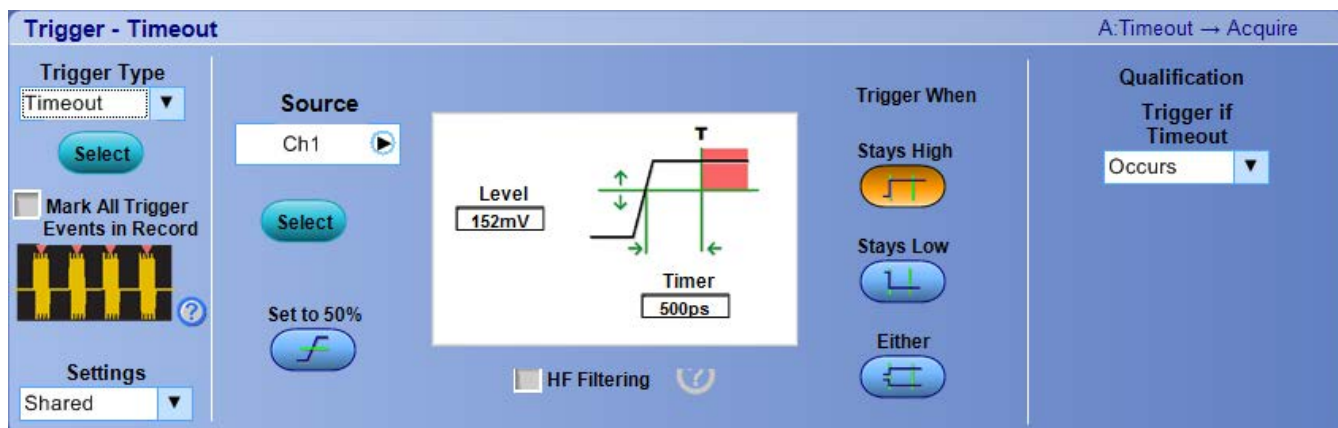 Trigger - Timeout
A:Timeout → Acquire
Trigger Type
Timeout
Select
Mark All Trigger
Events in Record
Settings
Shared
Source
Ch1
Select
Set to 50%
Level
152mV
T
Timer
500ps
HF Filtering
Trigger When
Stays High
Stays Low
Either
Qualification
Trigger if
Timeout
Occurs